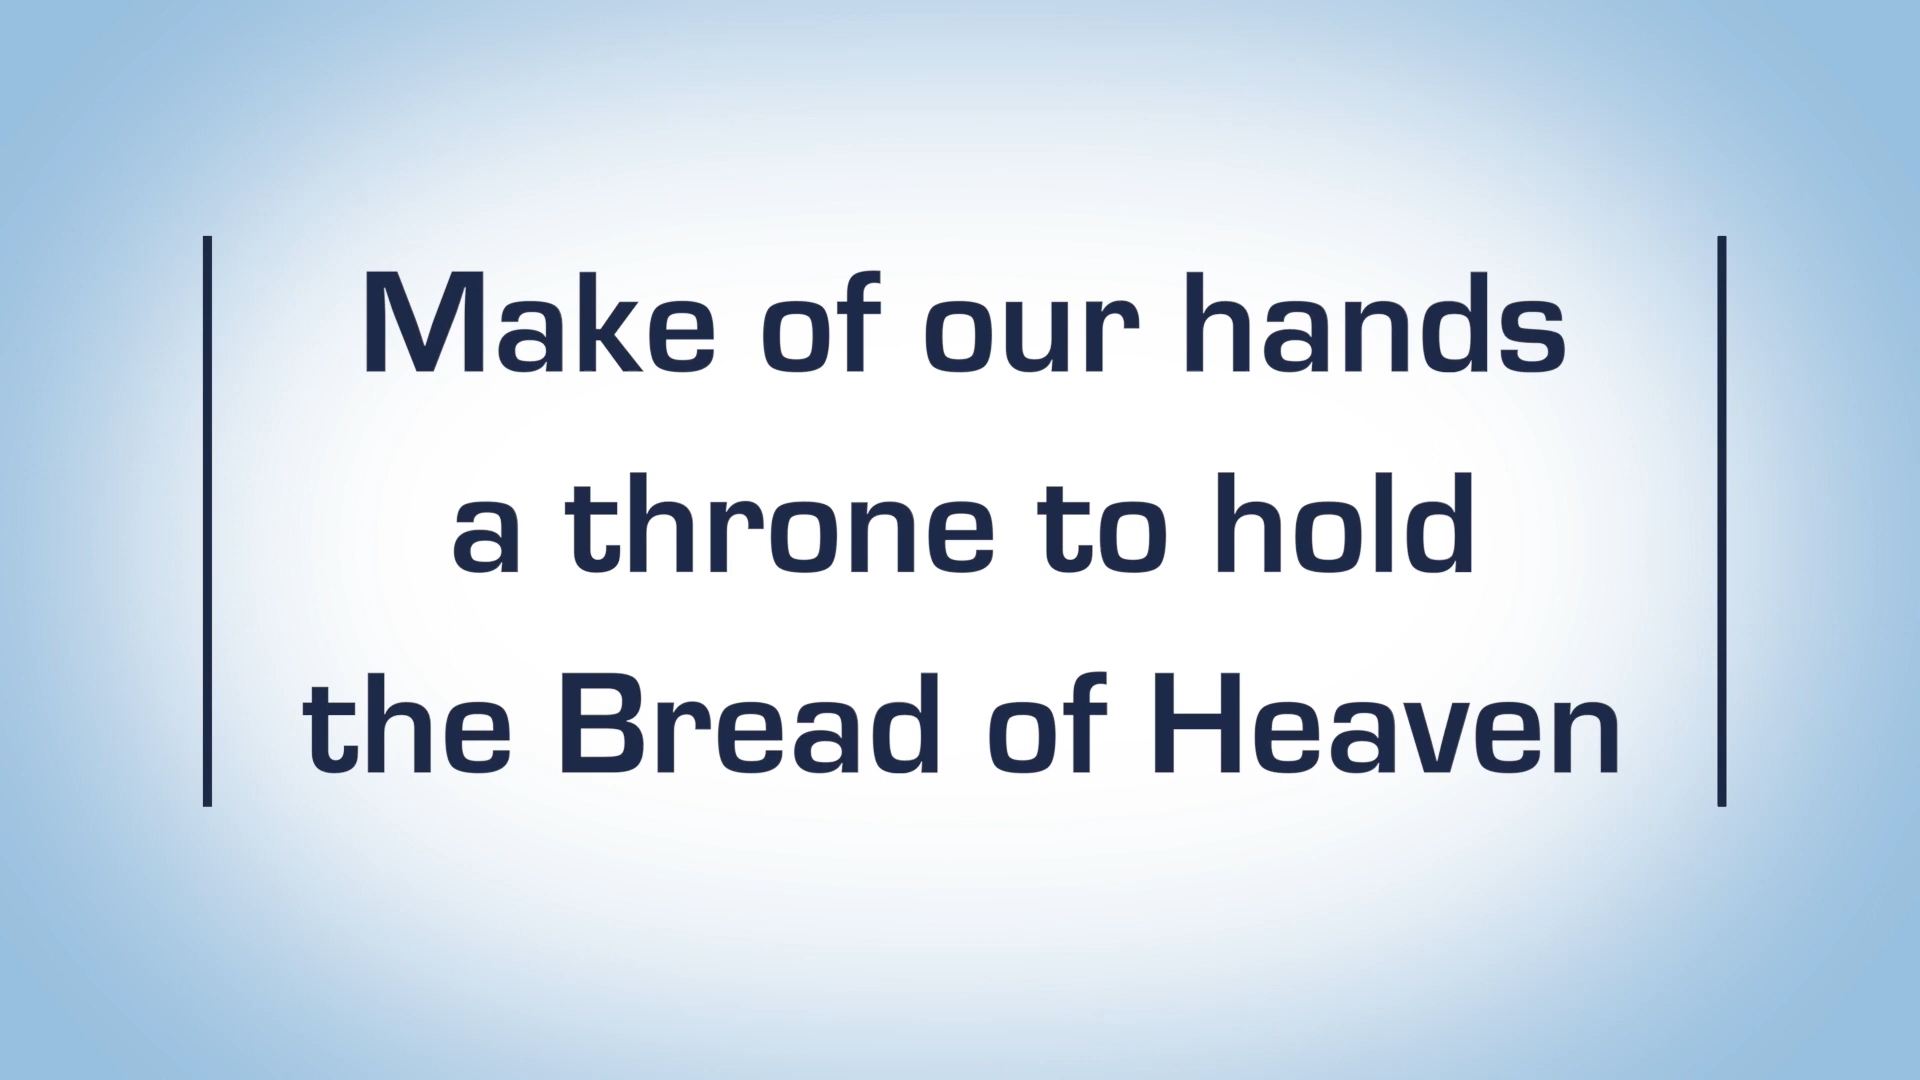 Make of our hands
a throne to hold
the Bread of Heaven